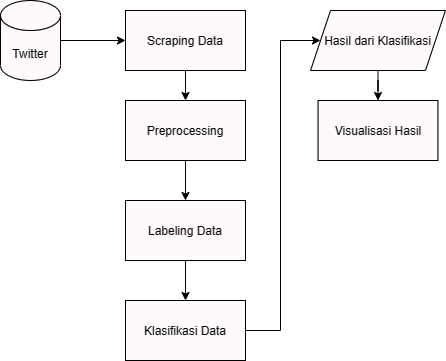 Twitter
Scraping Data
Preprocessing
Labeling Data
Klasifikasi Data
Hasil dari Klasifikasi
Visualisasi Hasil